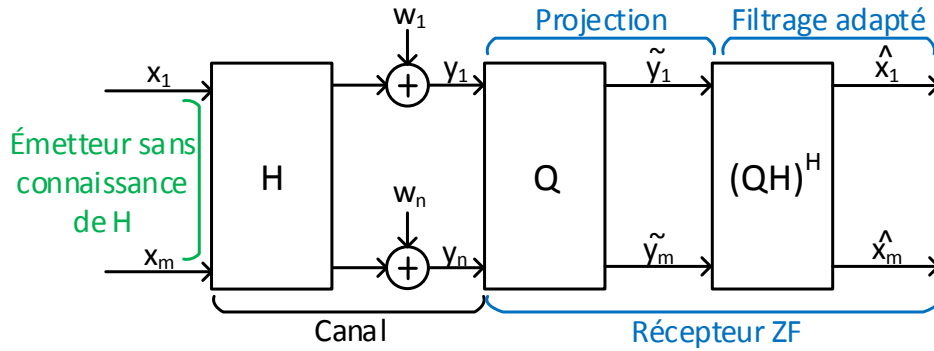 Projection
Filtrage adapté
w₁
x₁
y₁
ỹ₁
x̂₁
Émetteur sans
connaissance
de H
H
Q
(QH)ᴴ
wₙ
xₘ
yₙ
ỹₘ
x̂ₘ
Canal
Récepteur ZF